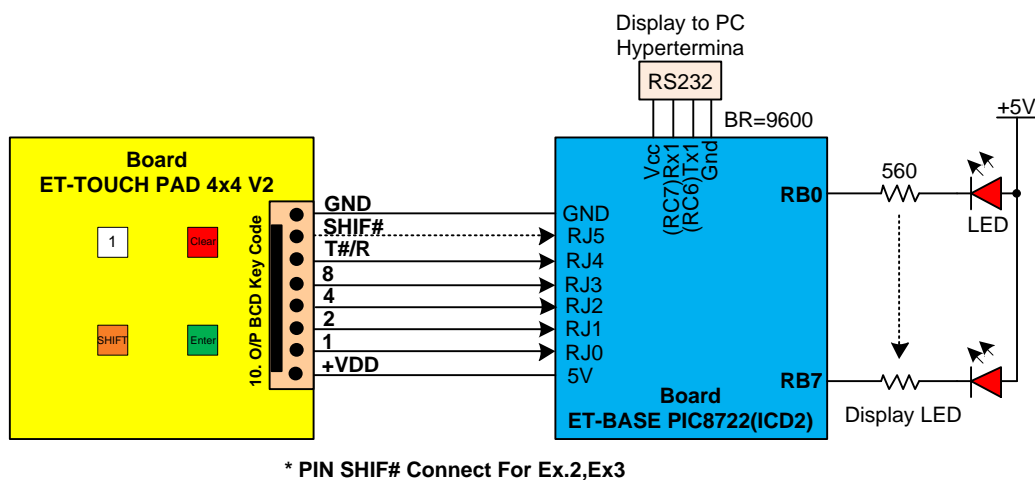 Display to PC
Hypertermina
RS232
BR=9600
+5V
Board
ET-TOUCH PAD 4x4 V2
1
Clear
SHIFT
Enter
10. O/P BCD Key Code
GND
SHIF#
T#/R
8
4
2
1
+VDD
Vcc
(RC7)Rx1
(RC6)Tx1
Gnd
GND
RJ5
RJ4
RJ3
RJ2
RJ1
RJ0
5V
RB0
560
LED
RB7
Display LED
Board
ET-BASE PIC8722(ICD2)
* PIN SHIF# Connect For Ex.2,Ex3